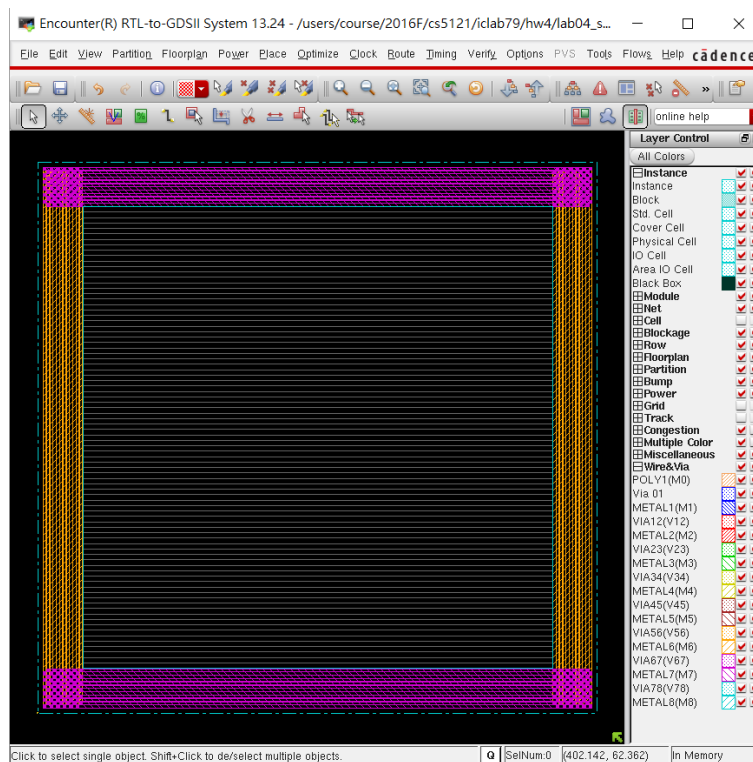 Encounter(R) RTL-to-GDSII System 13.24 - /users/course/2016F/cs5121/iclab79/hw4/lab04_s...
File Edit View Partition Floorplan Power Place Optimize Clock Route Timing Verify Options PVS Tools Flows Help cādence
online help
Layer Control
All Colors
Instance
Instance
Block
Std. Cell
Cover Cell
Physical Cell
IO Cell
Area IO Cell
Black Box
Module
Net
Cell
Blockage
Row
Floorplan
Partition
Bump
Power
Grid
Track
Congestion
Multiple Color
Miscellaneous
Wire&Via
POLY1(M0)
Via 01
METAL1(M1)
VIA12(V12)
METAL2(M2)
VIA23(V23)
METAL3(M3)
VIA34(V34)
METAL4(M4)
VIA45(V45)
METAL5(M5)
VIA56(V56)
METAL6(M6)
VIA67(V67)
METAL7(M7)
VIA78(V78)
METAL8(M8)
Click to select single object. Shift+Click to de/select multiple objects. Q SelNum:0 (402.142, 62.362) In Memory